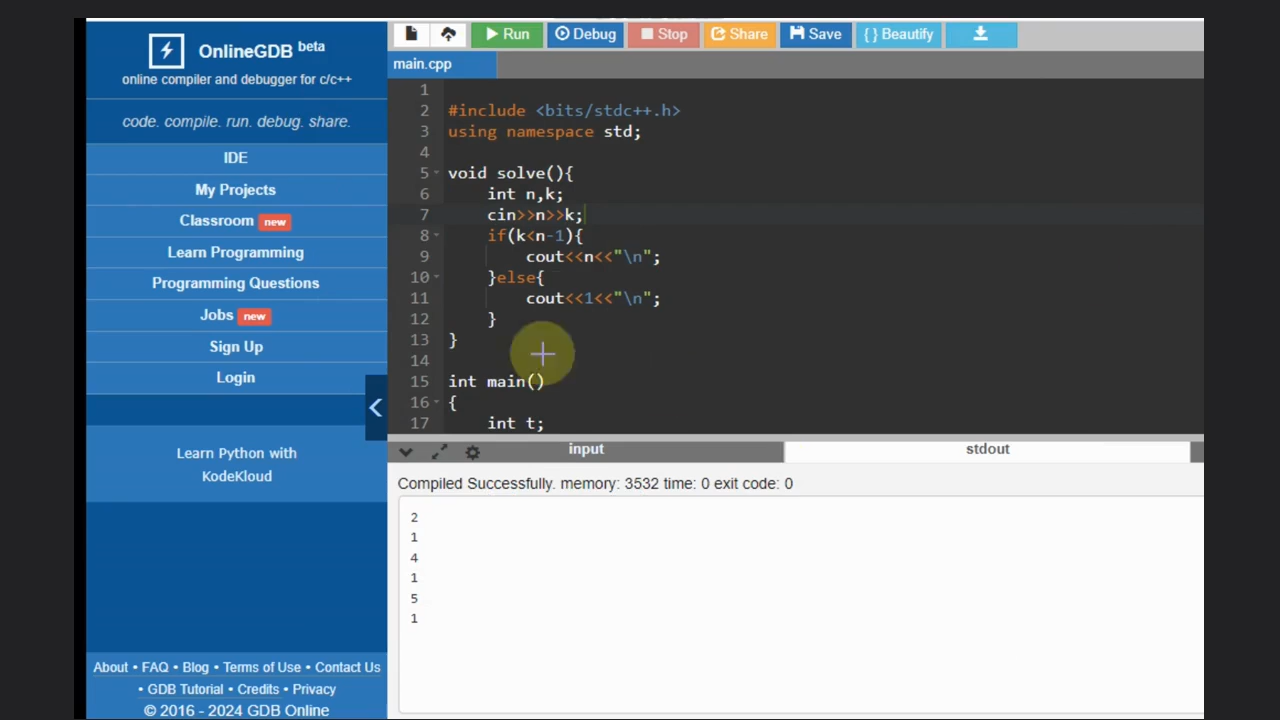 OnlineGDB beta
online compiler and debugger for c/c++
code. compile. run. debug. share.
IDE
My Projects
Classroom new
Learn Programming
Programming Questions
Jobs new
Sign Up
Login
Learn Python with
KodeKloud
About • FAQ • Blog • Terms of Use • Contact Us
• GDB Tutorial • Credits • Privacy
© 2016 - 2024 GDB Online
Run Debug Stop Share Save { } Beautify
main.cpp
1
2 #include <bits/stdc++.h>
3 using namespace std;
4
5 void solve(){
6 int n,k;
7 cin>>n>>k;
8 if(k<n-1){
9 cout<<n<<"\n";
10 }else{
11 cout<<1<<"\n";
12 }
13 }
14
15 int main()
16 {
17 int t;
input stdout
Compiled Successfully. memory: 3532 time: 0 exit code: 0
2
1
4
1
5
1